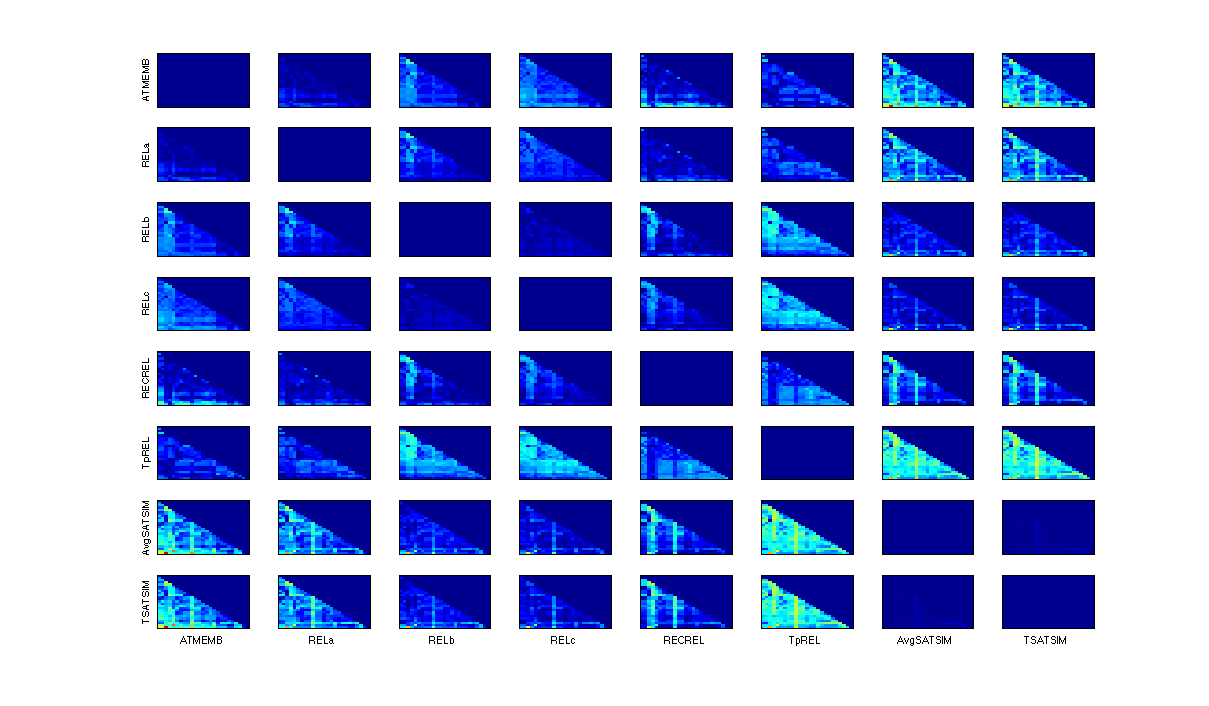 ATMEMB
RELa
RELb
RELc
RECREL
TpREL
AvgSATSIM
TSATSIM
ATMEMB RELa RELb RELc RECREL TpREL AvgSATSIM TSATSIM